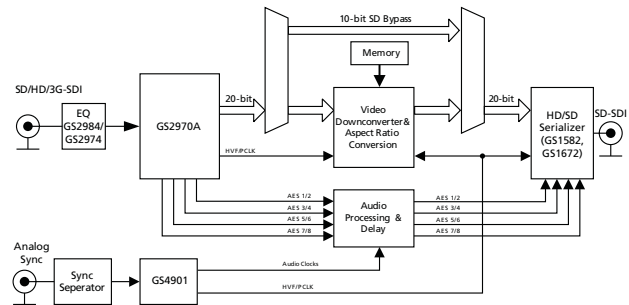 10-bit SD Bypass
Memory
SD/HD/3G-SDI
EQ
GS2984/
GS2974
GS2970A
20-bit
Video
Downconverter&
Aspect Ratio
Conversion
20-bit
HD/SD
Serializer
(GS1582,
GS1672)
SD-SDI
HVF/PCLK
AES 1/2
AES 3/4
AES 5/6
AES 7/8
Audio
Processing &
Delay
AES 1/2
AES 3/4
AES 5/6
AES 7/8
Analog
Sync
Sync
Seperator
GS4901
Audio Clocks
HVF/PCLK